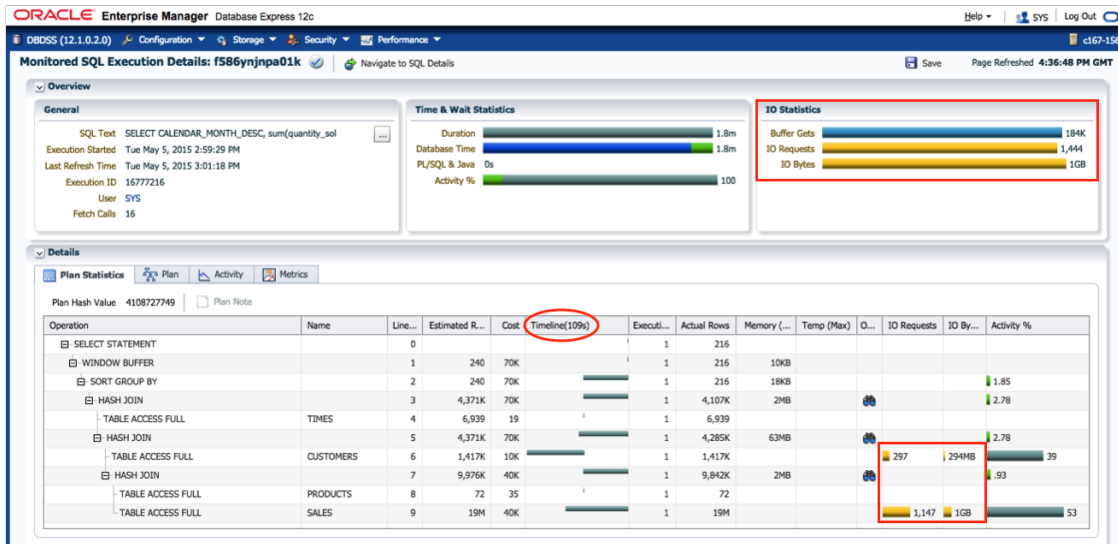 ORACLE Enterprise Manager Database Express 12c Help SYS Log Out
DBDSS (12.1.0.2.0) Configuration Storage Security Performance c167-156
Monitored SQL Execution Details: f586ynjnpa01k Navigate to SQL Details Save Page Refreshed 4:36:48 PM GMT
Overview
General
SQL Text SELECT CALENDAR_MONTH_DESC, sum(quantity_sol ...
Execution Started Tue May 5, 2015 2:59:29 PM
Last Refresh Time Tue May 5, 2015 3:01:18 PM
Execution ID 16777216
User SYS
Fetch Calls 16
Time & Wait Statistics
Duration 1.8m
Database Time 1.8m
PL/SQL & Java 0s
Activity % 100
IO Statistics
Buffer Gets 184K
IO Requests 1,444
IO Bytes 1GB
Details
Plan Statistics Plan Activity Metrics
Plan Hash Value 4108727749 Plan Note
Operation Name Line... Estimated R... Cost Timeline(109s) Executi... Actual Rows Memory (... Temp (Max) O... IO Requests IO By... Activity %
SELECT STATEMENT 0 1 216
WINDOW BUFFER 1 240 70K 1 216 10KB
SORT GROUP BY 2 240 70K 1 216 18KB 1.85
HASH JOIN 3 4,371K 70K 1 4,107K 2MB 2.78
TABLE ACCESS FULL TIMES 4 6,939 19 1 6,939
HASH JOIN 5 4,371K 70K 1 4,285K 63MB 2.78
TABLE ACCESS FULL CUSTOMERS 6 1,417K 10K 1 1,417K 297 294MB 39
HASH JOIN 7 9,976K 40K 1 9,842K 2MB .93
TABLE ACCESS FULL PRODUCTS 8 72 35 1 72
TABLE ACCESS FULL SALES 9 19M 40K 1 19M 1,147 1GB 53